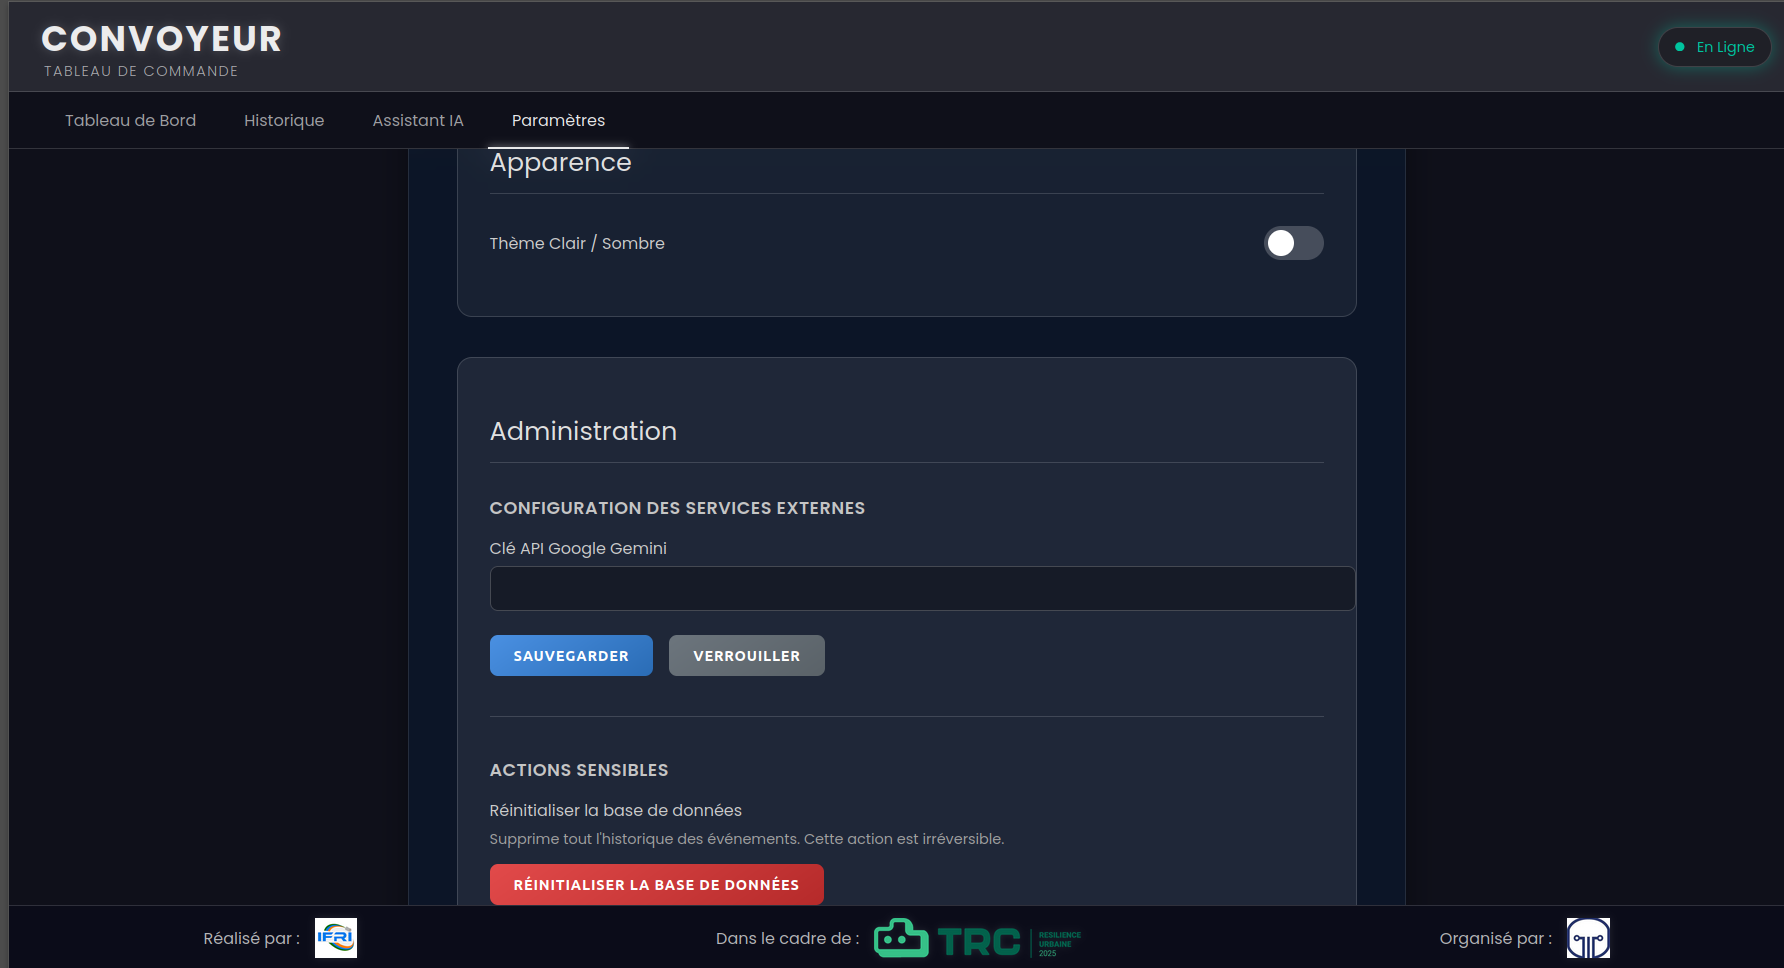 CONVOYEUR
TABLEAU DE COMMANDE
En Ligne
Tableau de Bord
Historique
Assistant IA
Paramètres
Apparence
Thème Clair / Sombre
Administration
CONFIGURATION DES SERVICES EXTERNES
Clé API Google Gemini
SAUVEGARDER
VERROUILLER
ACTIONS SENSIBLES
Réinitialiser la base de données
Supprime tout l'historique des événements. Cette action est irréversible.
RÉINITIALISER LA BASE DE DONNÉES
Réalisé par :
IFRI
Dans le cadre de :
TRC
RESILIENCE
URBAINE
2025
Organisé par :